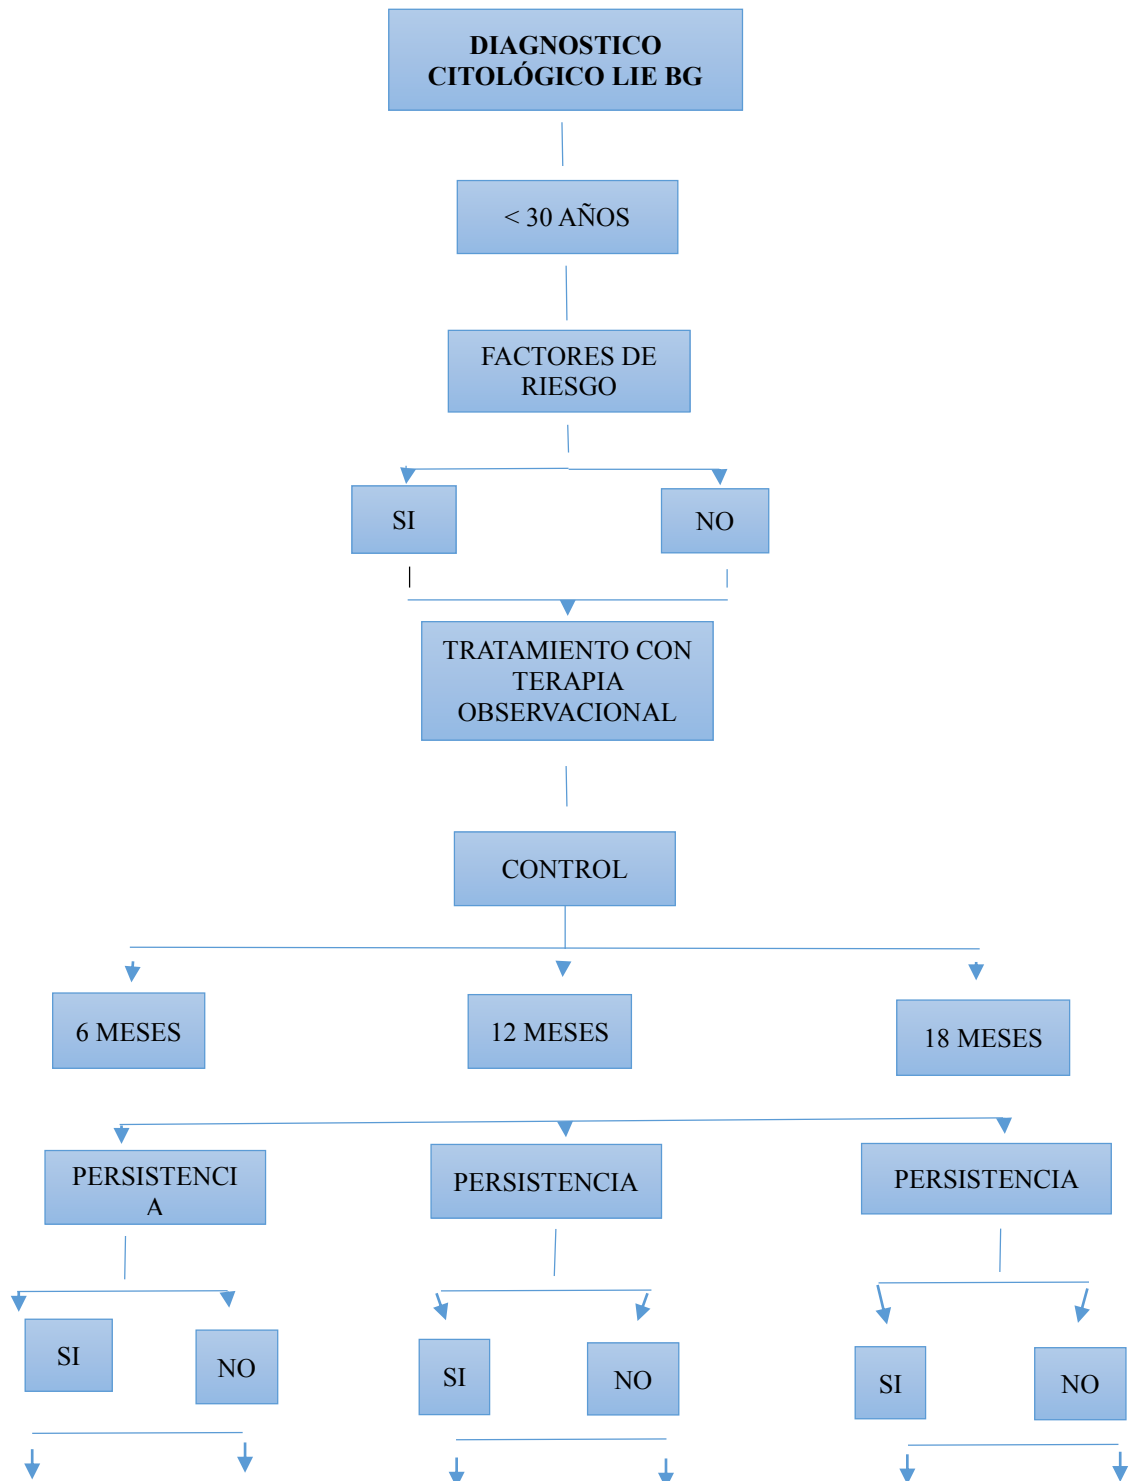 DIAGNOSTICO
CITOLÓGICO LIE BG
< 30 AÑOS
FACTORES DE
RIESGO
SI
NO
TRATAMIENTO CON
TERAPIA
OBSERVACIONAL
CONTROL
6 MESES
12 MESES
18 MESES
PERSISTENCI
A
PERSISTENCIA
PERSISTENCIA
SI
NO
SI
NO
SI
NO